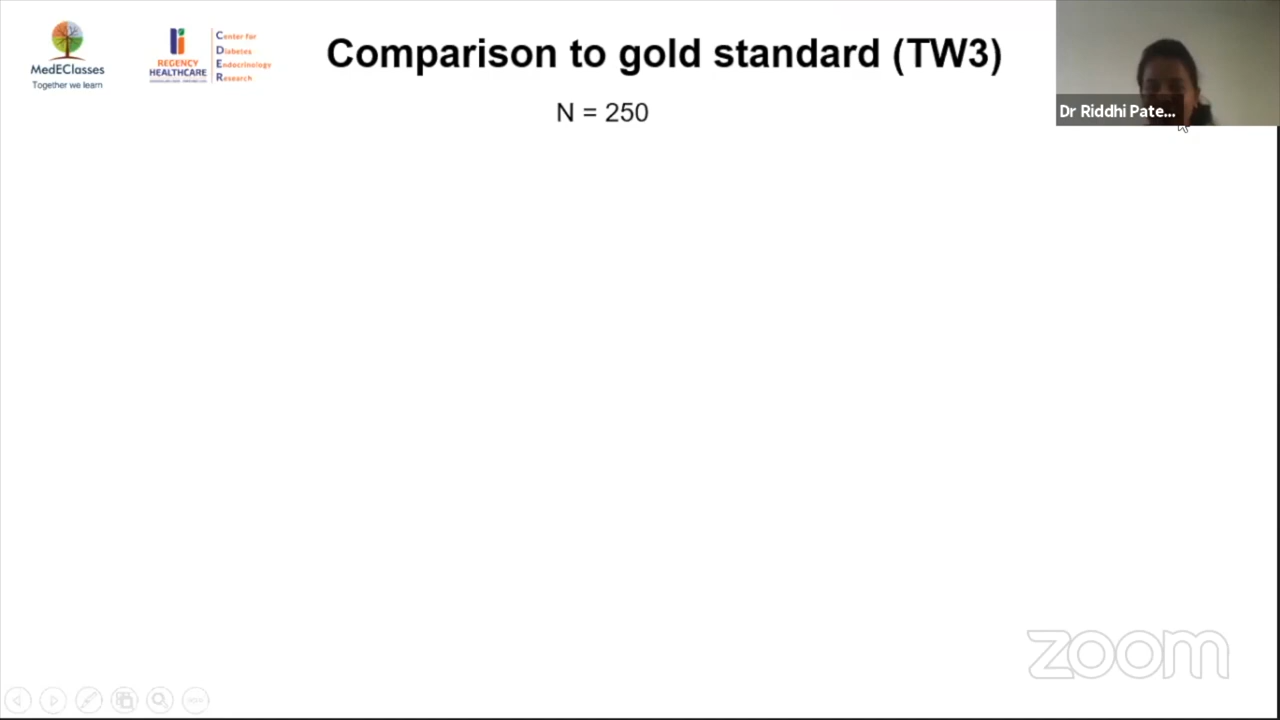 MedEClasses
Together we learn
REGENCY
HEALTHCARE
Center for
Diabetes
Endocrinology
Research
Comparison to gold standard (TW3)
N = 250
Dr Riddhi Pate...
zoom